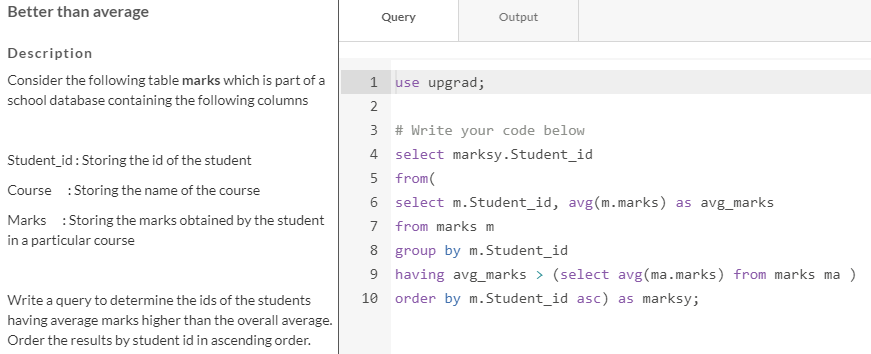 Better than average
Description
Consider the following table marks which is part of a
school database containing the following columns
Student_id : Storing the id of the student
Course : Storing the name of the course
Marks : Storing the marks obtained by the student
in a particular course
Write a query to determine the ids of the students
having average marks higher than the overall average.
Order the results by student id in ascending order.
Query Output
1 use upgrad;
2
3 # Write your code below
4 select marksy.Student_id
5 from(
6 select m.Student_id, avg(m.marks) as avg_marks
7 from marks m
8 group by m.Student_id
9 having avg_marks > (select avg(ma.marks) from marks ma )
10 order by m.Student_id asc) as marksy;